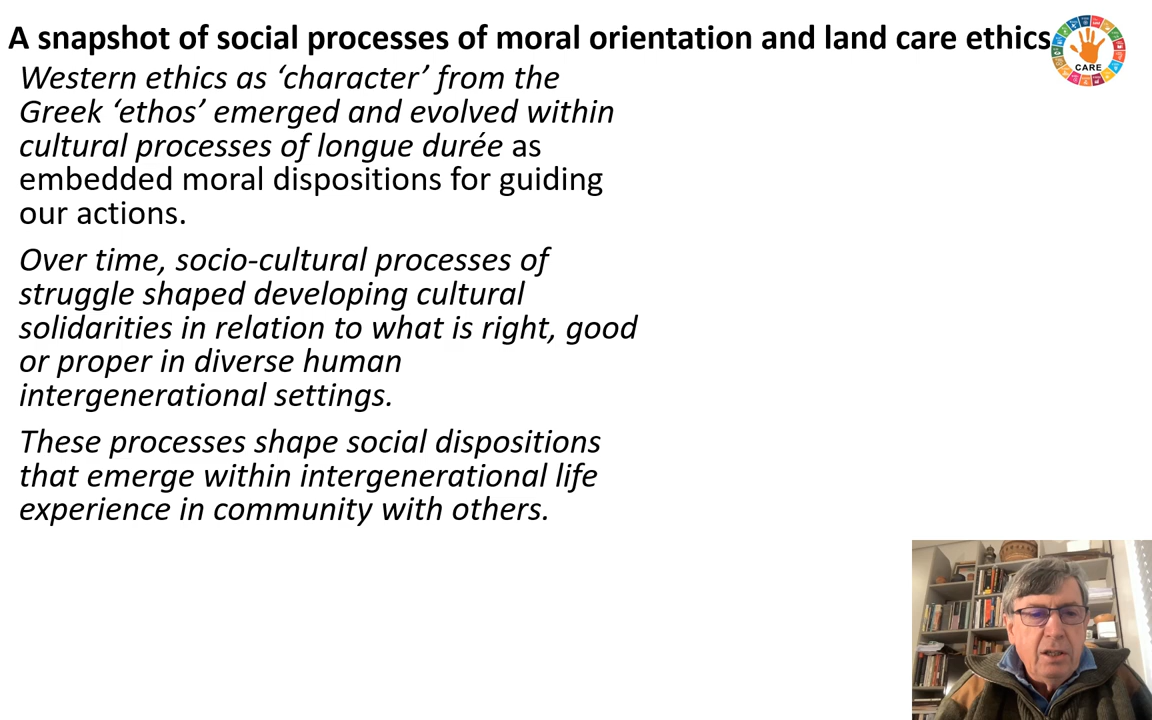 A snapshot of social processes of moral orientation and land care ethics
CARE
Western ethics as ‘character’ from the
Greek ‘ethos’ emerged and evolved within
cultural processes of longue durée as
embedded moral dispositions for guiding
our actions.
Over time, socio-cultural processes of
struggle shaped developing cultural
solidarities in relation to what is right, good
or proper in diverse human
intergenerational settings.
These processes shape social dispositions
that emerge within intergenerational life
experience in community with others.